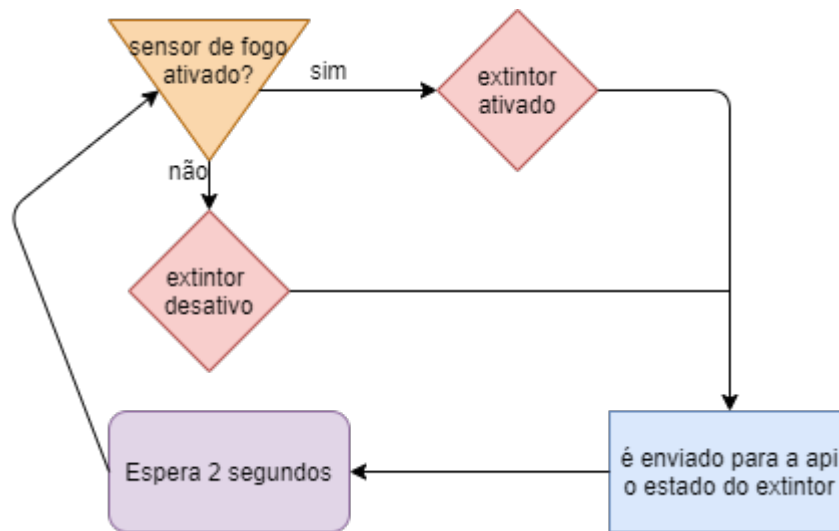 sensor de fogo
ativado?
sim
extintor
ativado
não
extintor
desativo
Espera 2 segundos
é enviado para a api
o estado do extintor